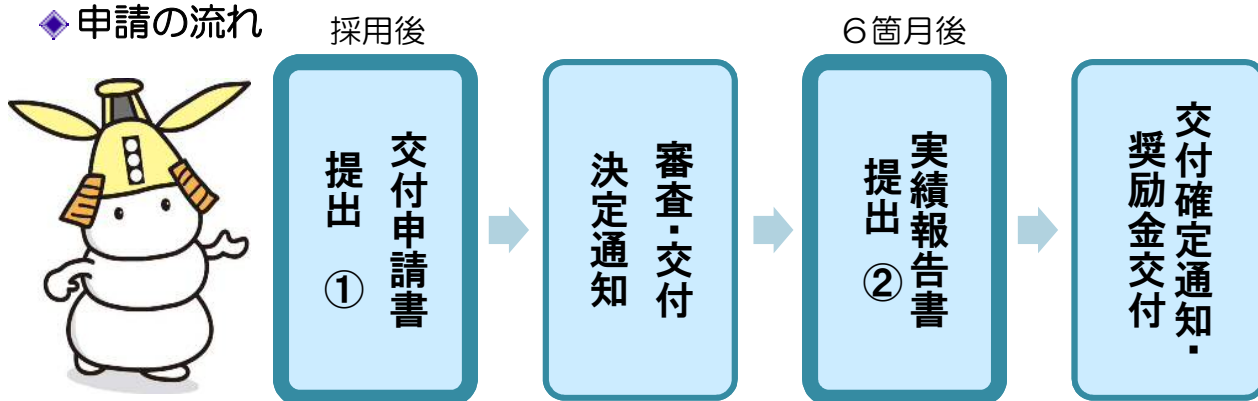 申請の流れ
採用後
６箇月後
交付申請書
提出　①
審査・交付
決定通知
実績報告書
提出　②
交付確定通知・
奨励金交付